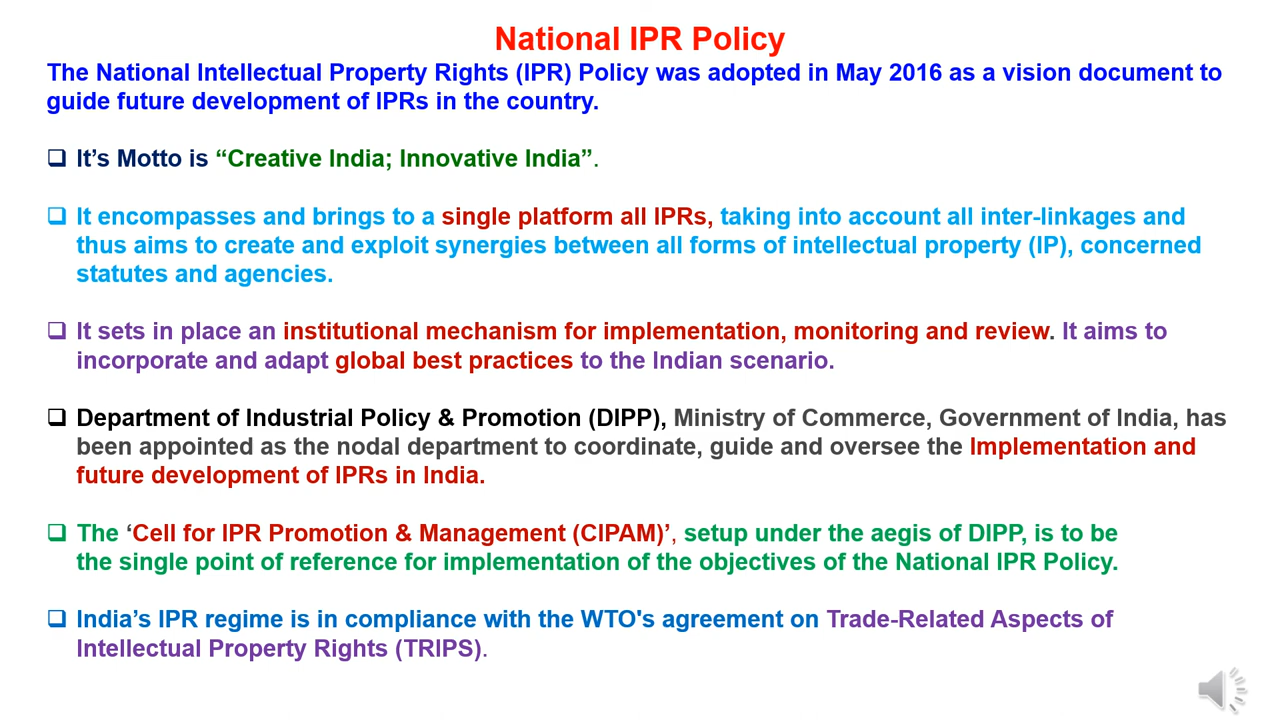 National IPR Policy
The National Intellectual Property Rights (IPR) Policy was adopted in May 2016 as a vision document to
guide future development of IPRs in the country.
❑ It’s Motto is “Creative India; Innovative India”.
❑ It encompasses and brings to a single platform all IPRs, taking into account all inter-linkages and
thus aims to create and exploit synergies between all forms of intellectual property (IP), concerned
statutes and agencies.
❑ It sets in place an institutional mechanism for implementation, monitoring and review. It aims to
incorporate and adapt global best practices to the Indian scenario.
❑ Department of Industrial Policy & Promotion (DIPP), Ministry of Commerce, Government of India, has
been appointed as the nodal department to coordinate, guide and oversee the Implementation and
future development of IPRs in India.
❑ The ‘Cell for IPR Promotion & Management (CIPAM)’, setup under the aegis of DIPP, is to be
the single point of reference for implementation of the objectives of the National IPR Policy.
❑ India’s IPR regime is in compliance with the WTO's agreement on Trade-Related Aspects of
Intellectual Property Rights (TRIPS).